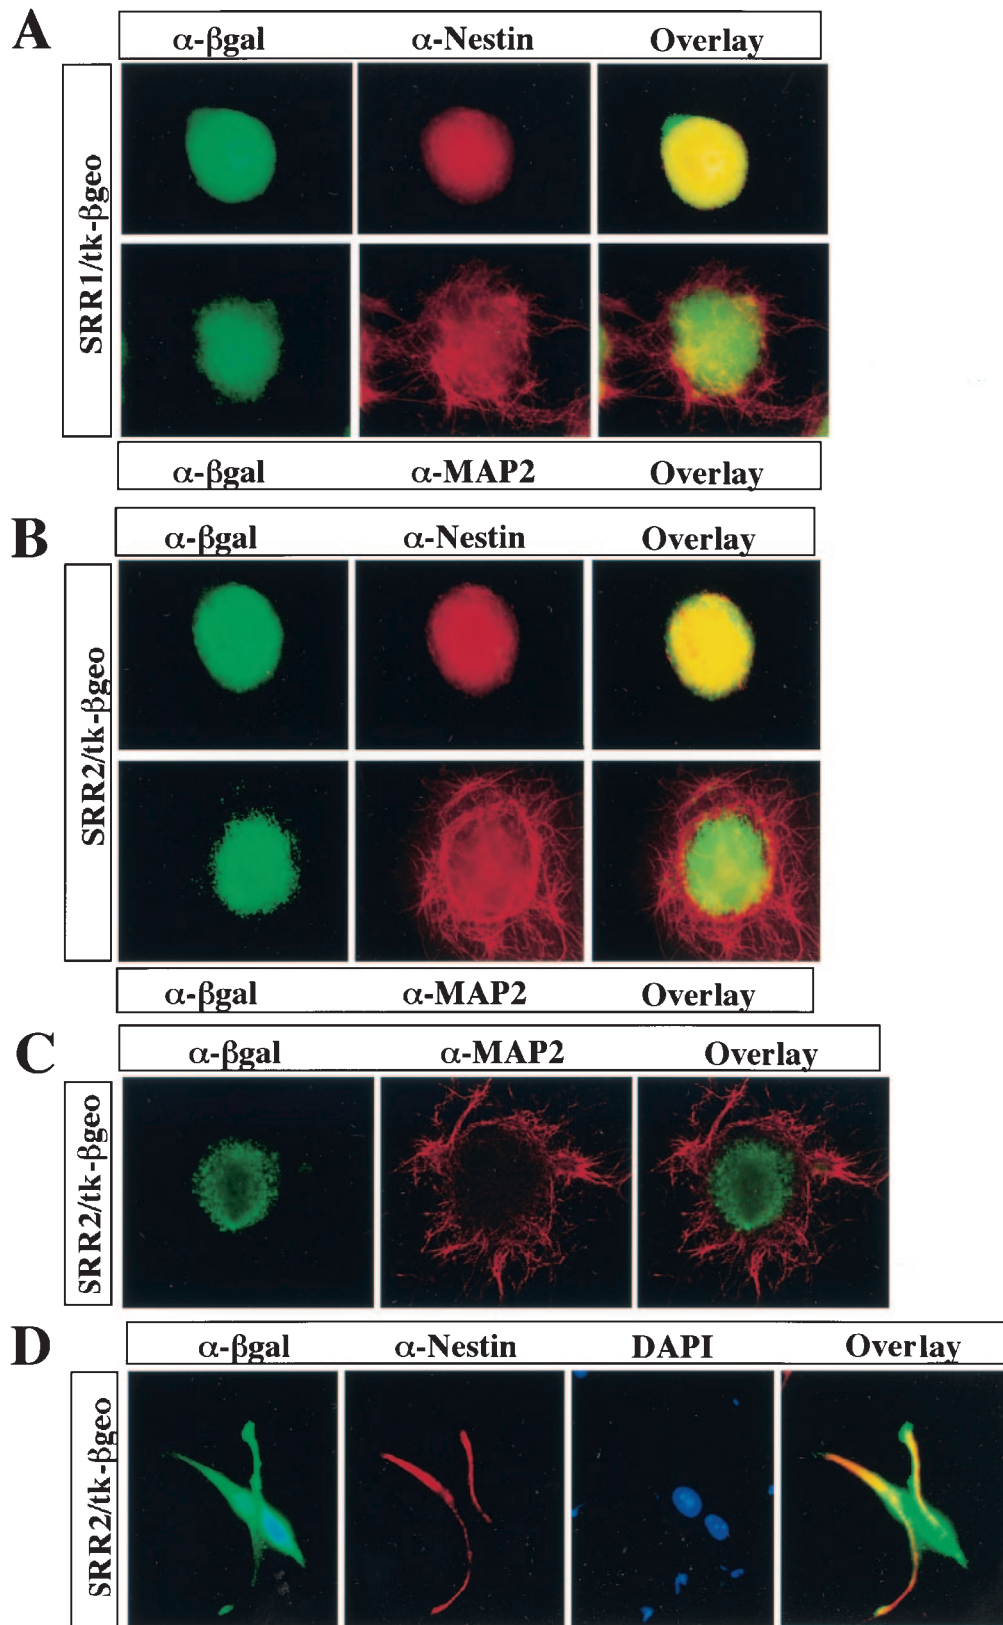 A
α-βgal α-Nestin Overlay
SRR1/tk-βgeo
α-βgal α-MAP2 Overlay
B
α-βgal α-Nestin Overlay
SRR2/tk-βgeo
α-βgal α-MAP2 Overlay
C
α-βgal α-MAP2 Overlay
SRR2/tk-βgeo
D
α-βgal α-Nestin DAPI Overlay
SRR2/tk-βgeo